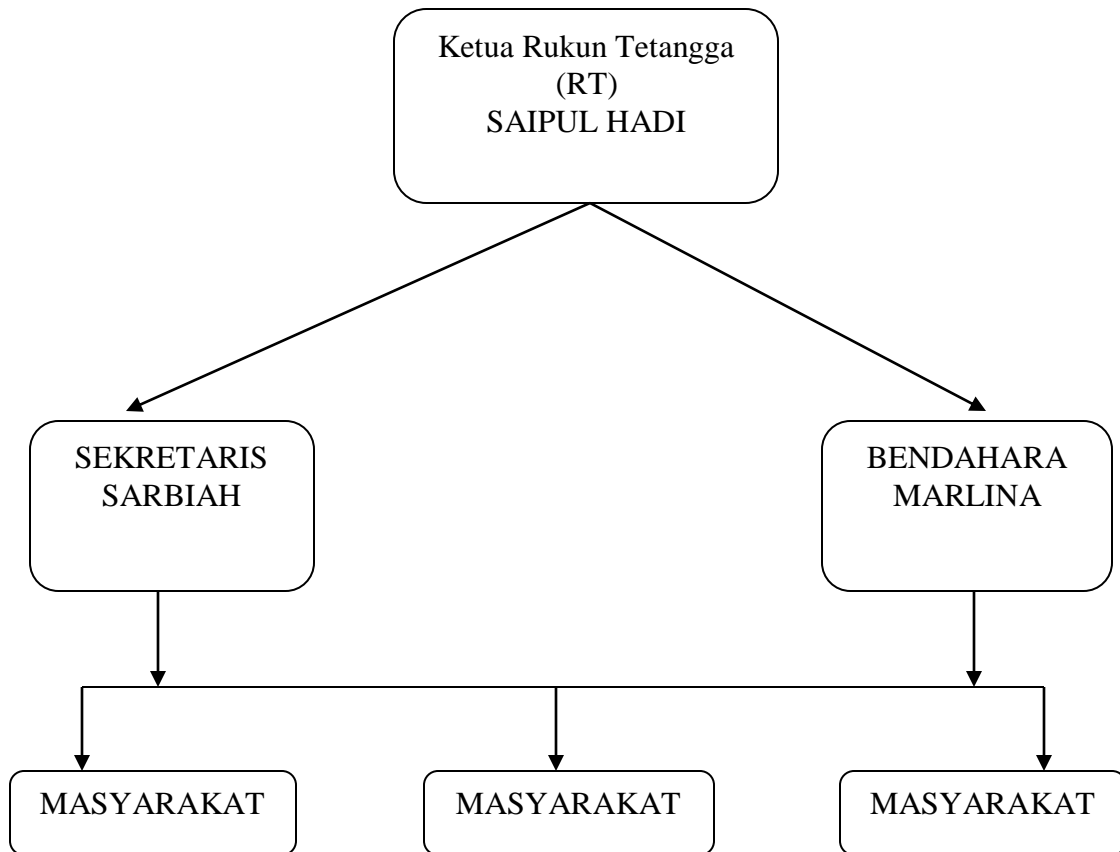 Ketua Rukun Tetangga
(RT)
SAIPUL HADI
SEKRETARIS
SARBIAH
BENDAHARA
MARLINA
MASYARAKAT
MASYARAKAT
MASYARAKAT